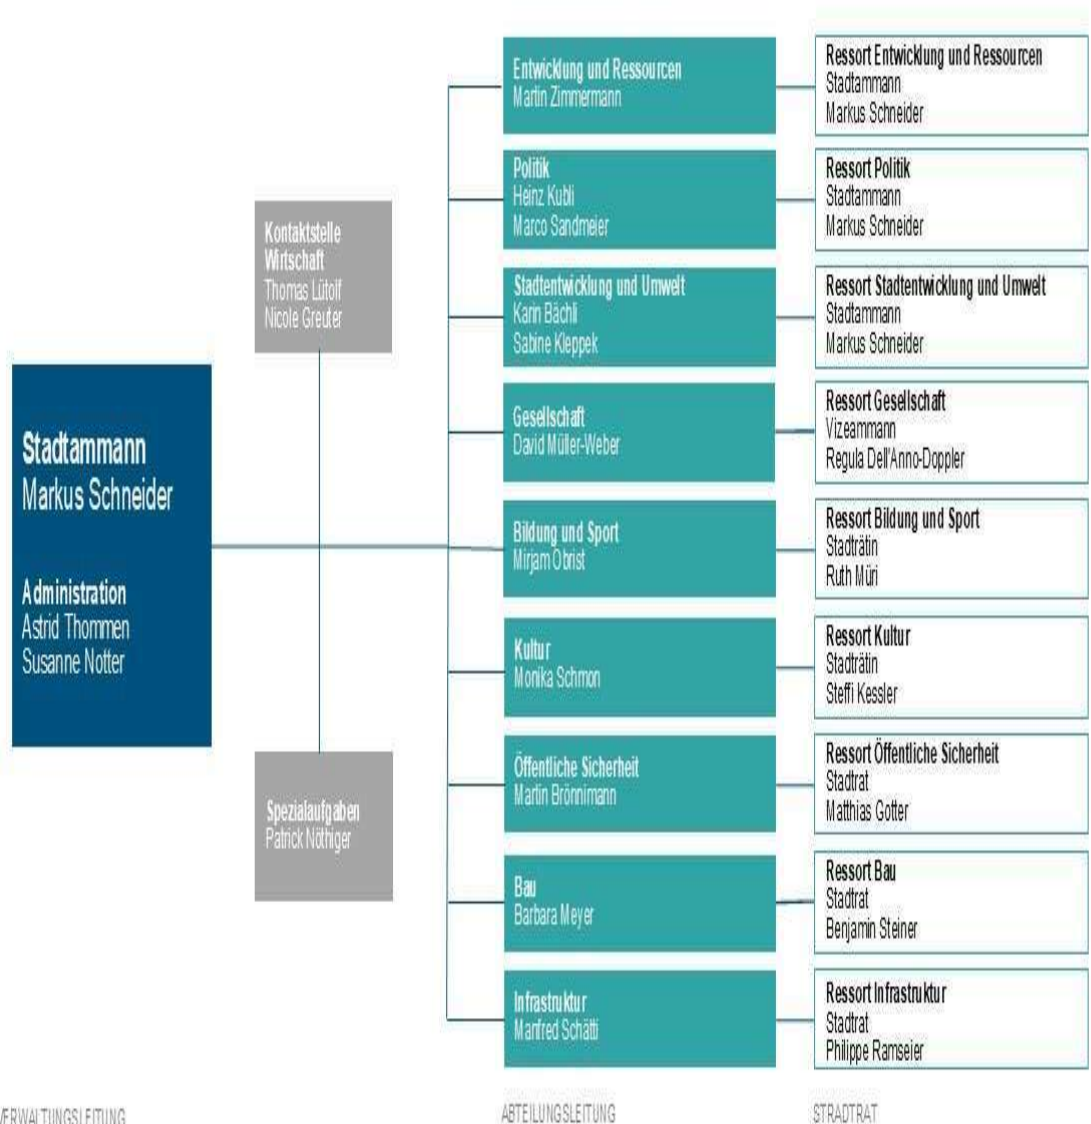 Stadtammann
Markus Schneider
Administration
Astrid Thommen
Susanne Notter
Kontaktstelle
Wirtschaft
Thomas Lütolf
Nicole Greuter
Spezialaufgaben
Patrick Nöthiger
Entwicklung und Ressourcen
Martin Zimmermann
Politik
Heinz Kubli
Marco Sandmeier
Stadtentwicklung und Umwelt
Karin Bächli
Sabine Kleppek
Gesellschaft
David Müller-Weber
Bildung und Sport
Mirjam Obrist
Kultur
Monika Schmon
Öffentliche Sicherheit
Martin Brönnimann
Bau
Barbara Meyer
Infrastruktur
Manfred Schätti
Ressort Entwicklung und Ressourcen
Stadtammann
Markus Schneider
Ressort Politik
Stadtammann
Markus Schneider
Ressort Stadtentwicklung und Umwelt
Stadtammann
Markus Schneider
Ressort Gesellschaft
Vizeammann
Regula Dell'Anno-Doppler
Ressort Bildung und Sport
Stadträtin
Ruth Müri
Ressort Kultur
Stadträtin
Steffi Kessler
Ressort Öffentliche Sicherheit
Stadtrat
Matthias Gotter
Ressort Bau
Stadtrat
Benjamin Steiner
Ressort Infrastruktur
Stadtrat
Philippe Ramseier
VERWALTUNGSLEITUNG
ABTEILUNGSLEITUNG
STRADTRAT